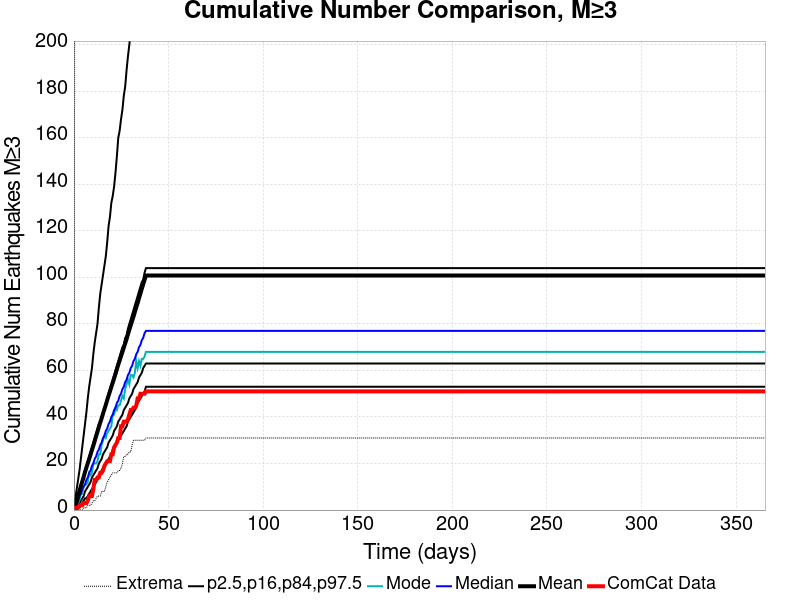 Cumulative Number Comparison, M≥3
Cumulative Num Earthquakes M≥3
200
180
160
140
120
100
80
60
40
20
0
0 50 100 150 200 250 300 350
Time (days)
Extrema p2.5,p16,p84,p97.5 Mode Median Mean ComCat Data